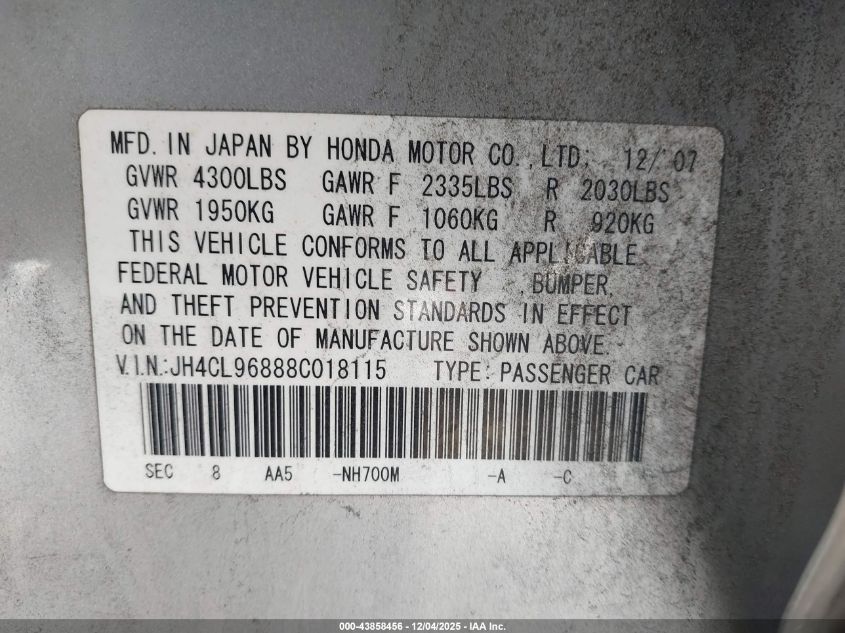 MFD. IN JAPAN BY HONDA MOTOR CO., LTD. 12/'07
GVWR 4300LBS GAWR F 2335LBS R 2030LBS
GVWR 1950KG GAWR F 1060KG R 920KG
THIS VEHICLE CONFORMS TO ALL APPLICABLE
FEDERAL MOTOR VEHICLE SAFETY BUMPER,
AND THEFT PREVENTION STANDARDS IN EFFECT
ON THE DATE OF MANUFACTURE SHOWN ABOVE.
V.I.N.:JH4CL96888C018115 TYPE:PASSENGER CAR
SEC 8 AA5 -NH700M -A -C
000-43858456 - 12/04/2025 - IAA Inc.